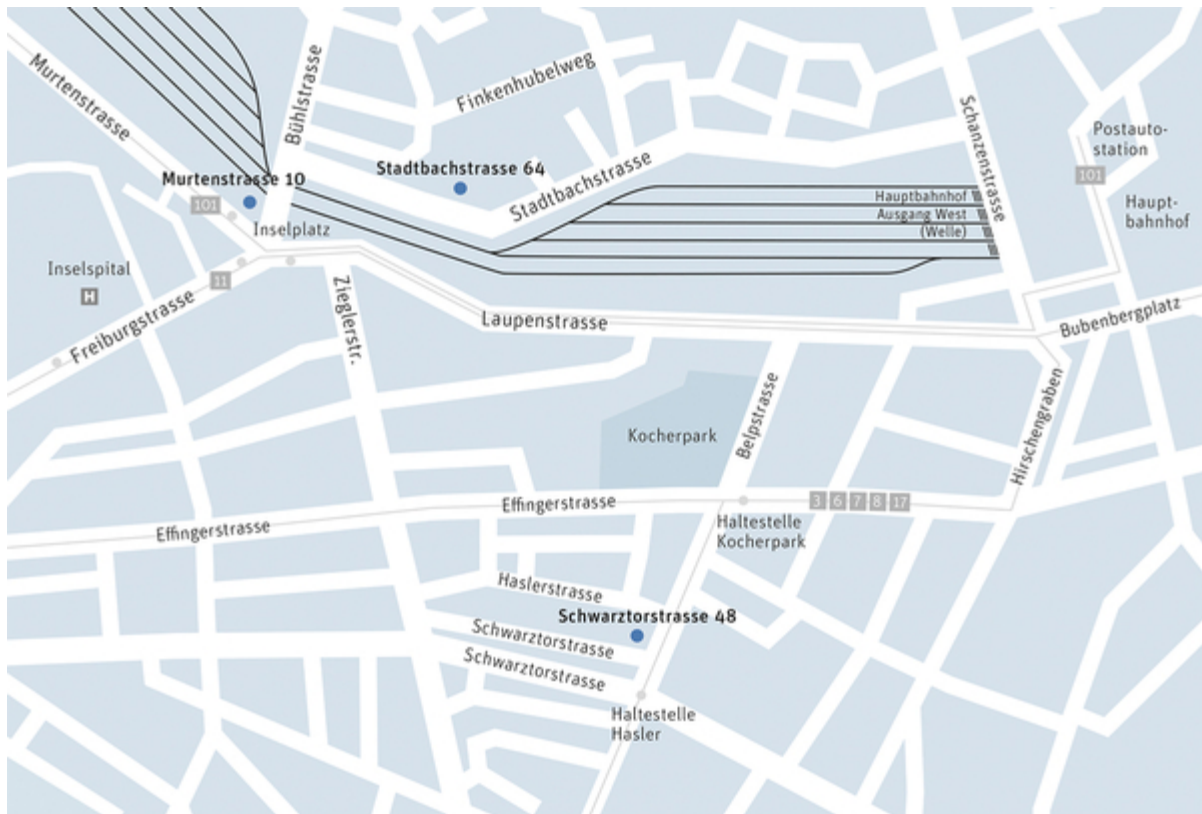 Murtenstrasse
Bühlstrasse
Finkenhubelweg
Schanzenstrasse
Postauto-
station
101
Haupt-
bahnhof
Stadtbachstrasse 64
Stadtbachstrasse
Murtenstrasse 10
101
Inselplatz
Hauptbahnhof
Ausgang West
(Welle)
Inselspital
H
11
Freiburgstrasse
Zieglerstr.
Laupenstrasse
Bubenbergplatz
Kocherpark
Belpstrasse
Hirschengraben
Effingerstrasse
Effingerstrasse
3 6 7 8 17
Haltestelle
Kocherpark
Haslerstrasse
Schwarztorstrasse 48
Schwarztorstrasse
Schwarztorstrasse
Haltestelle
Hasler